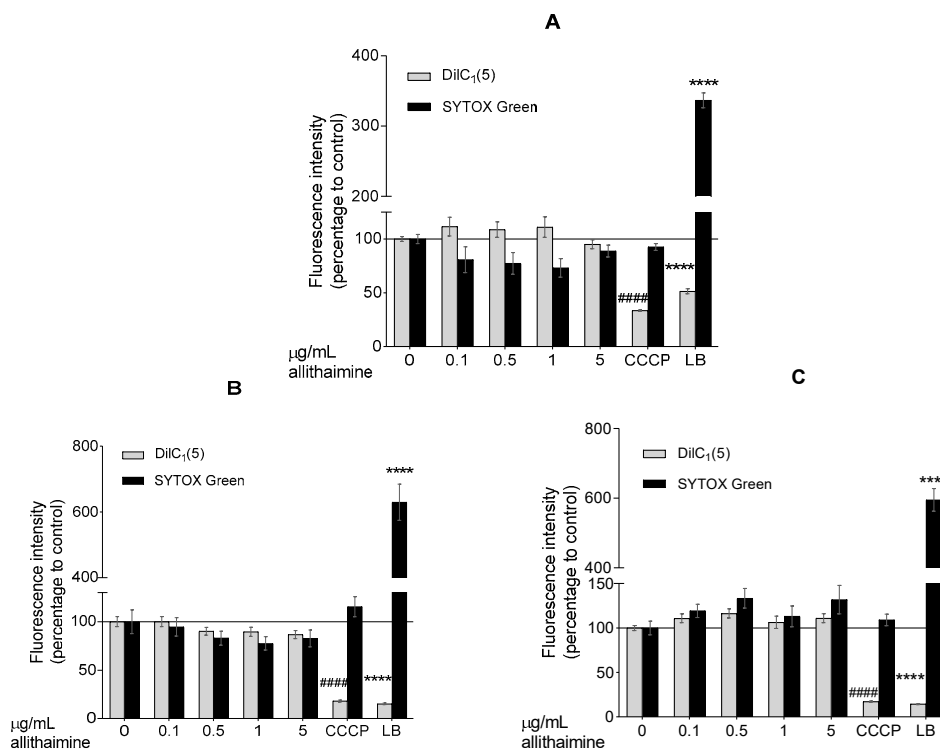 A
Fluorescence intensity
(percentage to control)
400
300
200
100
50
0
DilC₁(5)
SYTOX Green
****
****
####
0 0.1 0.5 1 5 CCCP LB
μg/mL
allithaimine
B
Fluorescence intensity
(percentage to control)
800
600
400
100
50
0
DilC₁(5)
SYTOX Green
****
****
####
0 0.1 0.5 1 5 CCCP LB
μg/mL
allithaimine
C
Fluorescence intensity
(percentage to control)
800
600
400
150
100
50
0
DilC₁(5)
SYTOX Green
***
****
####
0 0.1 0.5 1 5 CCCP LB
μg/mL
allithaimine